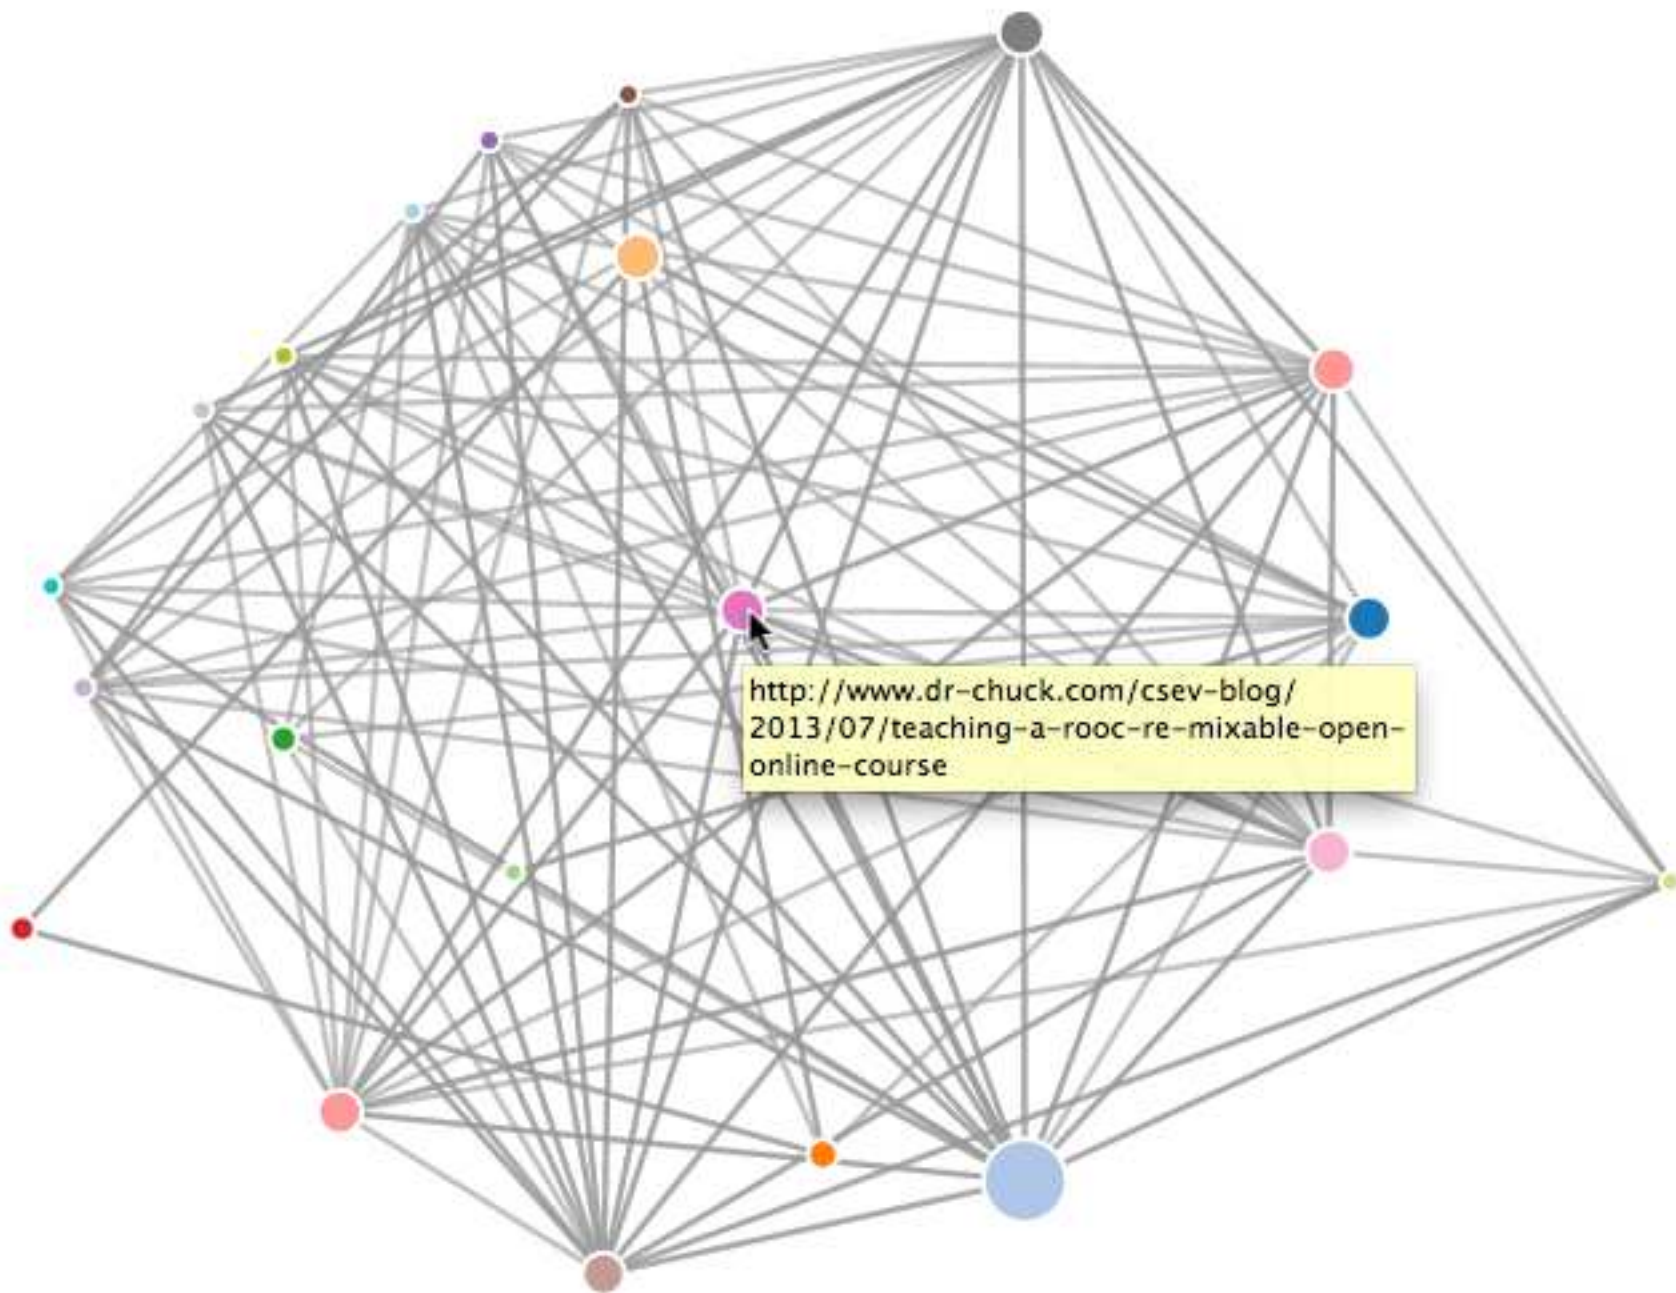 http://www.dr-chuck.com/csev-blog/
2013/07/teaching-a-rooc-re-mixable-open-
online-course